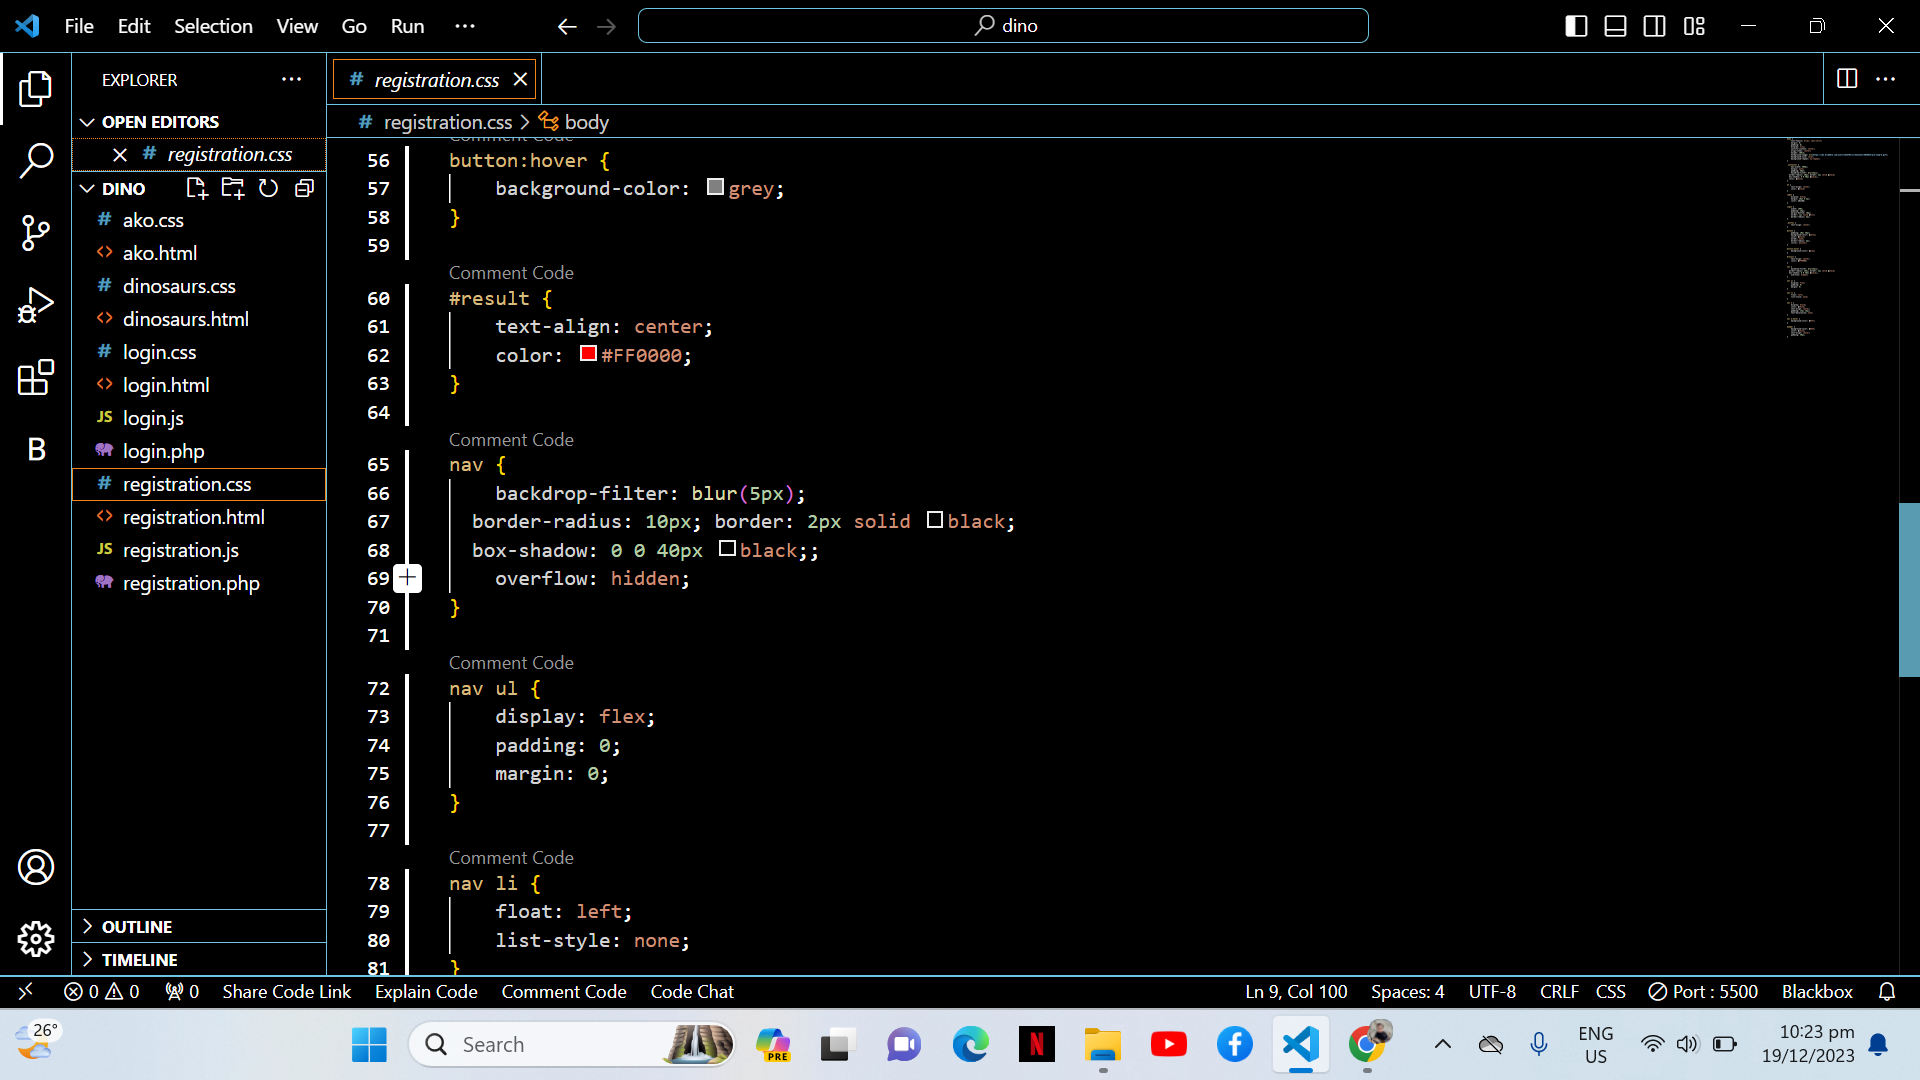 File Edit Selection View Go Run ... dino
EXPLORER ...
OPEN EDITORS
# registration.css
DINO
# ako.css
<> ako.html
# dinosaurs.css
<> dinosaurs.html
# login.css
<> login.html
JS login.js
login.php
# registration.css
<> registration.html
JS registration.js
registration.php
OUTLINE
TIMELINE
B
# registration.css
# registration.css > body
Comment Code
56 button:hover {
57 background-color: grey;
58 }
59
Comment Code
60 #result {
61 text-align: center;
62 color: #FF0000;
63 }
64
Comment Code
65 nav {
66 backdrop-filter: blur(5px);
67 border-radius: 10px; border: 2px solid black;
68 box-shadow: 0 0 40px black;;
69 overflow: hidden;
70 }
71
Comment Code
72 nav ul {
73 display: flex;
74 padding: 0;
75 margin: 0;
76 }
77
Comment Code
78 nav li {
79 float: left;
80 list-style: none;
81 }
0 0 0 Share Code Link Explain Code Comment Code Code Chat Ln 9, Col 100 Spaces: 4 UTF-8 CRLF CSS Port : 5500 Blackbox
26°
Search
PRE
N
ENG
US
10:23 pm
19/12/2023